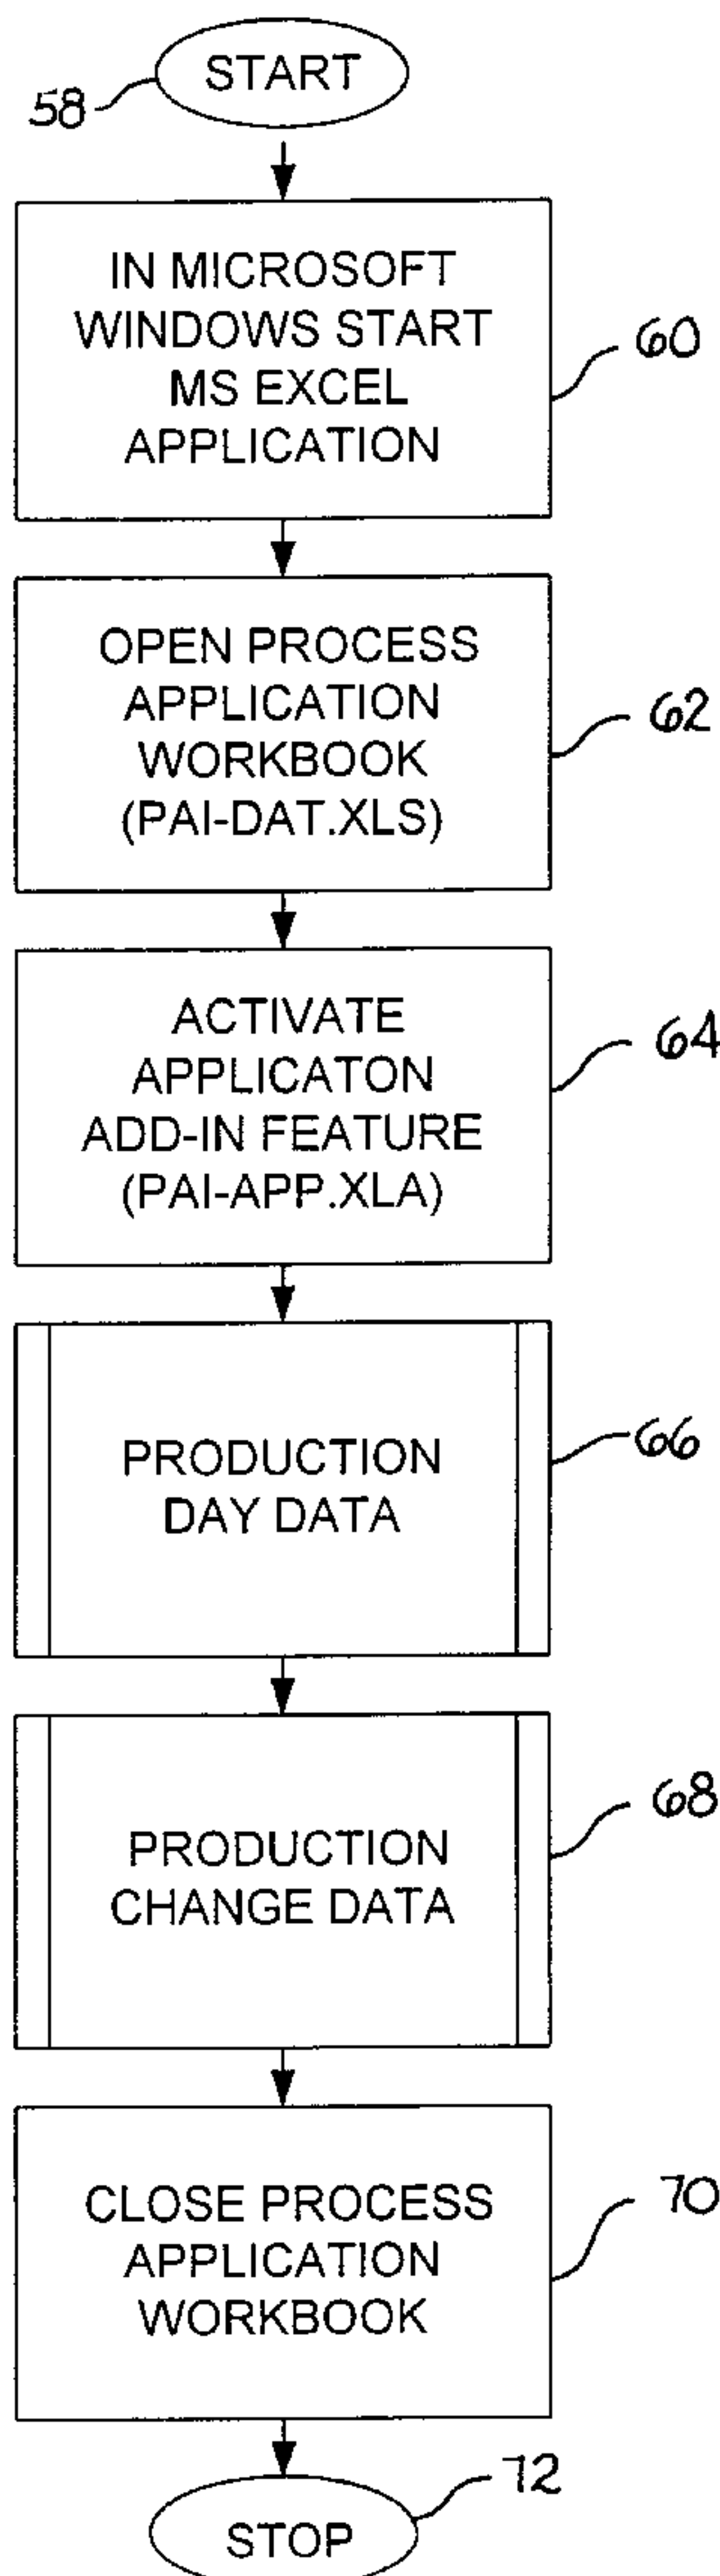 START
58
IN MICROSOFT
WINDOWS START
MS EXCEL
APPLICATION
60
OPEN PROCESS
APPLICATION
WORKBOOK
(PAI-DAT.XLS)
62
ACTIVATE
APPLICATON
ADD-IN FEATURE
(PAI-APP.XLA)
64
PRODUCTION
DAY DATA
66
PRODUCTION
CHANGE DATA
68
CLOSE PROCESS
APPLICATION
WORKBOOK
70
72
STOP